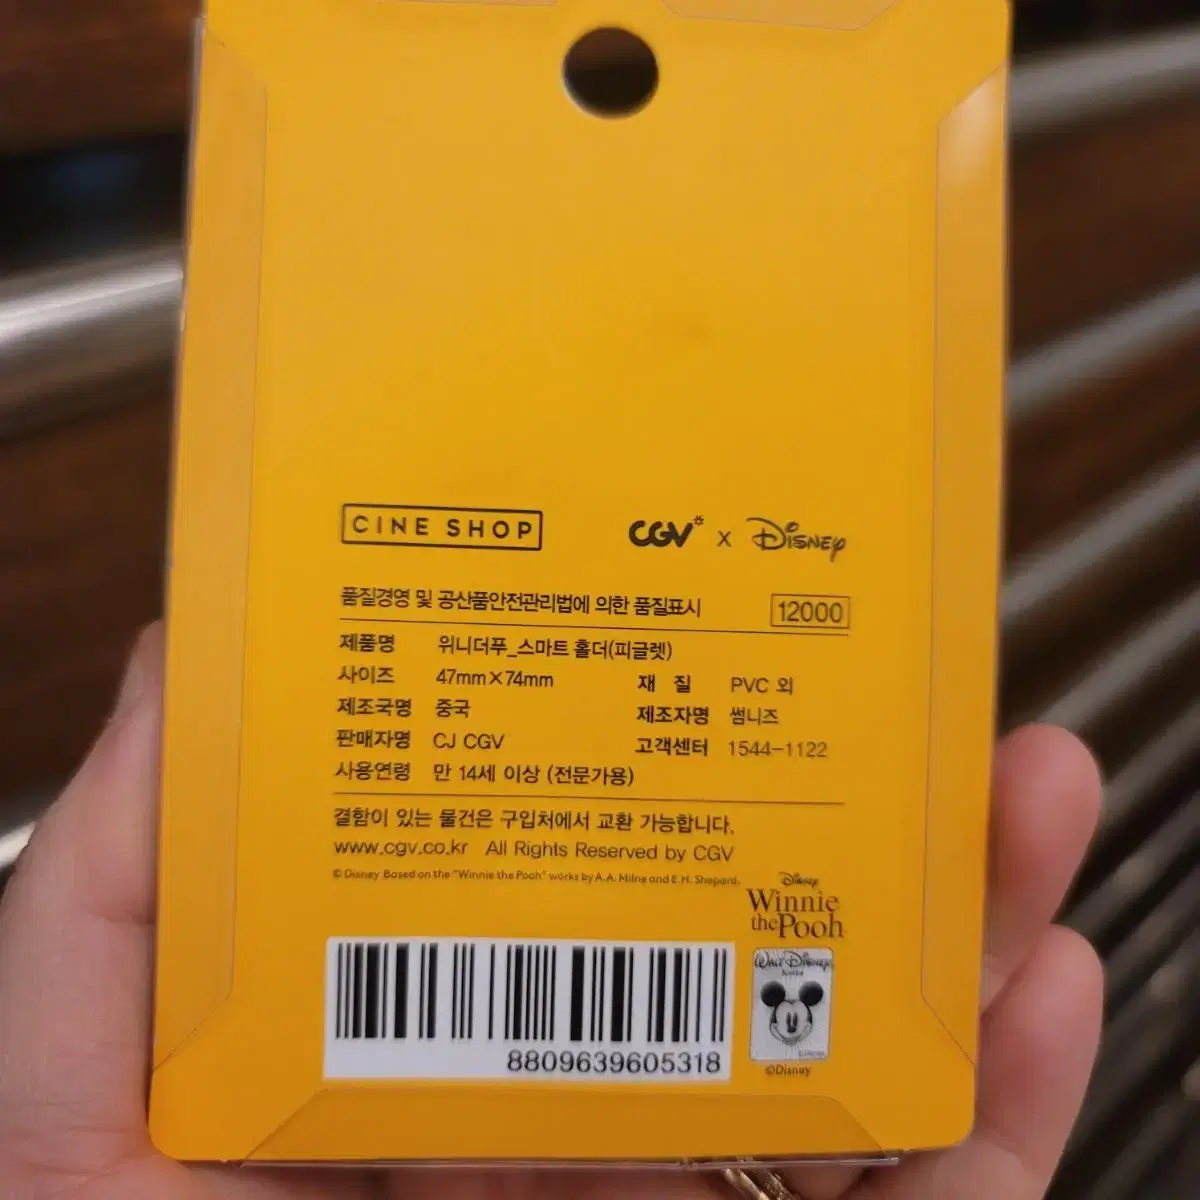 CINE SHOP CGV* x Disney
품질경영 및 공산품안전관리법에 의한 품질표시 12000
제품명 위니더푸_스마트 홀더(피글렛)
사이즈 47mm×74mm 재 질 PVC 외
제조국명 중국 제조자명 썸니즈
판매자명 CJ CGV 고객센터 1544-1122
사용연령 만 14세 이상 (전문가용)
결함이 있는 물건은 구입처에서 교환 가능합니다.
www.cgv.co.kr All Rights Reserved by CGV
© Disney Based on the "Winnie the Pooh" works by A.A. Milne and E.H. Shepard.
Disney
Winnie
the Pooh
WALT DISNEY
Korea
8809639605318
©Disney